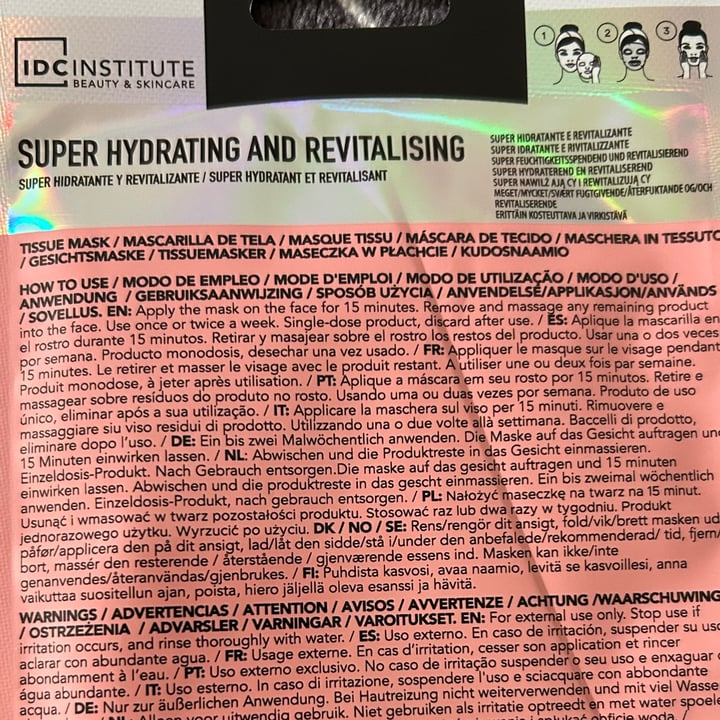 IDC INSTITUTE
BEAUTY & SKINCARE
1 2 3
SUPER HYDRATING AND REVITALISING
SUPER HIDRATANTE Y REVITALIZANTE / SUPER HYDRATANT ET REVITALISANT
SUPER HIDRATANTE E REVITALIZANTE
SUPER IDRATANTE E REVITALIZZANTE
SUPER FEUCHTIGKEITSSPENDEND UND REVITALISIEREND
SUPER HYDRATEREND EN REVITALISEREND
SUPER NAWILŻ AJĄ CY I REWITALIZUJĄ CY
MEGET/MYCKET/SVÆRT FUGTGIVENDE/ÅTERFUKTANDE OG/OCH
REVITALISERENDE
ERITTÄIN KOSTEUTTAVA JA VIRKISTÄVÄ
TISSUE MASK / MASCARILLA DE TELA / MASQUE TISSU / MÁSCARA DE TECIDO / MASCHERA IN TESSUTO
/ GESICHTSMASKE / TISSUEMASKER / MASECZKA W PŁACHCIE / KUDOSNAAMIO
HOW TO USE / MODO DE EMPLEO / MODE D'EMPLOI / MODO DE UTILIZAÇÃO / MODO D'USO /
ANWENDUNG / GEBRUIKSAANWIJZING / SPOSÓB UŻYCIA / ANVENDELSE/APPLIKASJON/ANVÄNDS
/ SOVELLUS. EN: Apply the mask on the face for 15 minutes. Remove and massage any remaining product
into the face. Use once or twice a week. Single-dose product, discard after use. / ES: Aplique la mascarilla en
el rostro durante 15 minutos. Retirar y masajear sobre el rostro los restos del producto. Usar una o dos veces
por semana. Producto monodosis, desechar una vez usado. / FR: Appliquer le masque sur le visage pendant
15 minutes. Le retirer et masser le visage avec le produit restant. A utiliser une ou deux fois par semaine.
Produit monodose, à jeter après utilisation. / PT: Aplique a máscara em seu rosto por 15 minutos. Retire e
massagear sobre resíduos do produto no rosto. Usando uma ou duas vezes por semana. Produto de uso
único, eliminar após a sua utilização. / IT: Applicare la maschera sul viso per 15 minuti. Rimuovere e
massaggiare siu viso residui di prodotto. Utilizzando una o due volte alla settimana. Baccelli di prodotto,
eliminare dopo l'uso. / DE: Ein bis zwei Malwöchentlich anwenden. Die Maske auf das Gesicht auftragen und
15 Minuten einwirken lassen. / NL: Abwischen und die Produktreste in das Gesicht einmassieren.
Einzeldosis-Produkt. Nach Gebrauch entsorgen.Die maske auf das gesicht auftragen und 15 minuten
einwirken lassen. Abwischen und die produktreste in das gescht einmassieren. Ein bis zweimal wöchentlich
anwenden. Einzeldosis-Produkt, nach gebrauch entsorgen. / PL: Nałożyć maseczkę na twarz na 15 minut.
Usunąć i wmasować w twarz pozostałości produktu. Stosować raz lub dwa razy w tygodniu. Produkt
jednorazowego użytku. Wyrzucić po użyciu. DK / NO / SE: Rens/rengör dit ansigt, fold/vik/brett masken ud
påfør/applicera den på dit ansigt, lad/låt den sidde/stå i/under den anbefalede/rekommenderad/ tid, fjern/
bort, massér den resterende / återstående / gjenværende essens ind. Masken kan ikke/inte
genanvendes/återanvändas/gjenbrukes. / FI: Puhdista kasvosi, avaa naamio, levitä se kasvoillesi, anna
vaikuttaa suositellun ajan, poista, hiero jäljellä oleva esanssi ja hävitä.
WARNINGS / ADVERTENCIAS / ATTENTION / AVISOS / AVVERTENZE / ACHTUNG /WAARSCHUWING
/ OSTRZEŻENIA / ADVARSLER / VARNINGAR / VAROITUKSET. EN: For external use only. Stop use if
irritation occurs, and rinse thoroughly with water. / ES: Uso externo. En caso de irritación, suspender su uso
aclarar con abundante agua. / FR: Usage externe. En cas d'irritation, cesser son application et rincer
abondamment à l'eau. / PT: Uso externo exclusivo. No caso de irritação suspender seu uso e enxaguar
água abundante. / IT: Uso esterno. In caso di irritazione, sospendere l'uso e sciacquare con abbondante
acqua. / DE: Nur zur äußerlichen Anwendung. Bei Hautreizung nicht weiterverwenden und mit viel Wasser